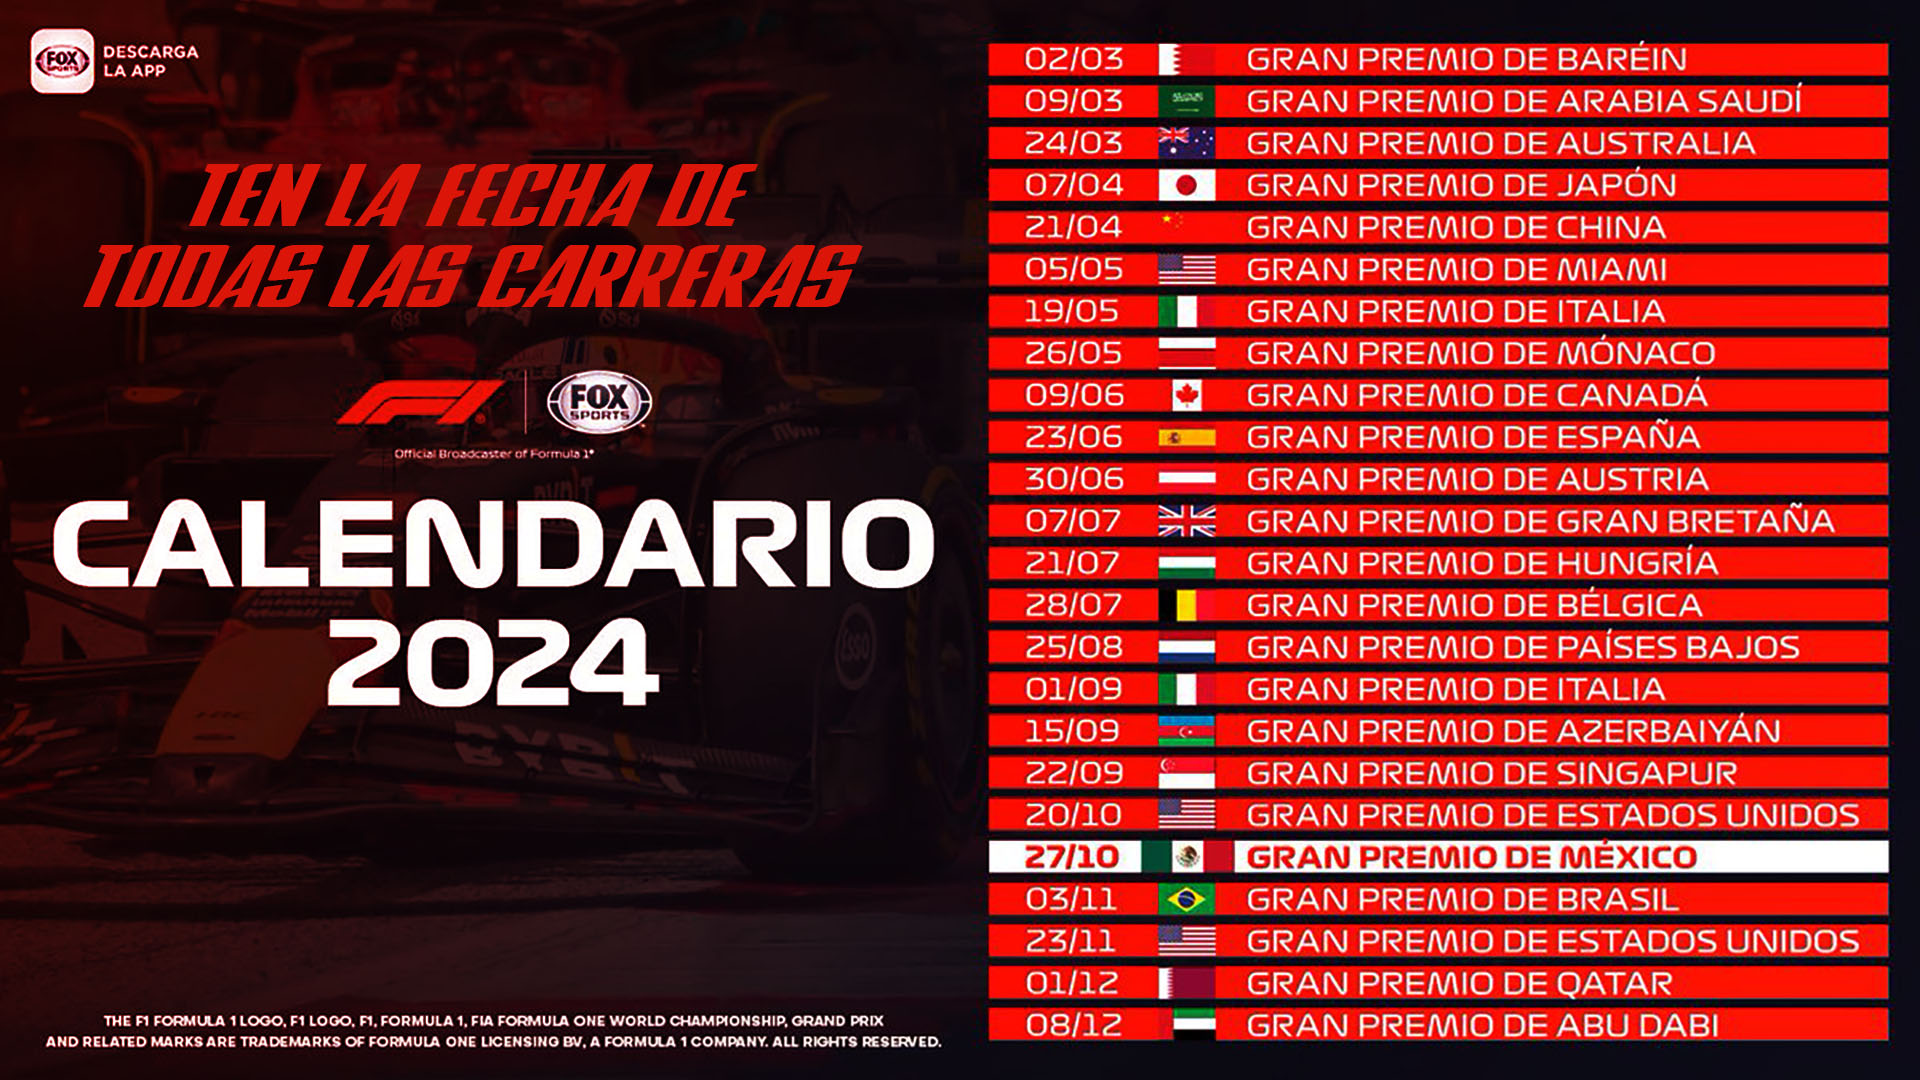 FOX
SPORTS
DESCARGA
LA APP
TEN LA FECHA DE
TODAS LAS CARRERAS
F1
FOX
SPORTS
Official Broadcaster of Formula 1®
CALENDARIO
2024
THE F1 FORMULA 1 LOGO, F1 LOGO, F1, FORMULA 1, FIA FORMULA ONE WORLD CHAMPIONSHIP, GRAND PRIX
AND RELATED MARKS ARE TRADEMARKS OF FORMULA ONE LICENSING BV, A FORMULA 1 COMPANY. ALL RIGHTS RESERVED.
02/03 GRAN PREMIO DE BARÉIN
09/03 GRAN PREMIO DE ARABIA SAUDÍ
24/03 GRAN PREMIO DE AUSTRALIA
07/04 GRAN PREMIO DE JAPÓN
21/04 GRAN PREMIO DE CHINA
05/05 GRAN PREMIO DE MIAMI
19/05 GRAN PREMIO DE ITALIA
26/05 GRAN PREMIO DE MÓNACO
09/06 GRAN PREMIO DE CANADÁ
23/06 GRAN PREMIO DE ESPAÑA
30/06 GRAN PREMIO DE AUSTRIA
07/07 GRAN PREMIO DE GRAN BRETAÑA
21/07 GRAN PREMIO DE HUNGRÍA
28/07 GRAN PREMIO DE BÉLGICA
25/08 GRAN PREMIO DE PAÍSES BAJOS
01/09 GRAN PREMIO DE ITALIA
15/09 GRAN PREMIO DE AZERBAIYÁN
22/09 GRAN PREMIO DE SINGAPUR
20/10 GRAN PREMIO DE ESTADOS UNIDOS
27/10 GRAN PREMIO DE MÉXICO
03/11 GRAN PREMIO DE BRASIL
23/11 GRAN PREMIO DE ESTADOS UNIDOS
01/12 GRAN PREMIO DE QATAR
08/12 GRAN PREMIO DE ABU DABI
Esso
BYBIT
HRC